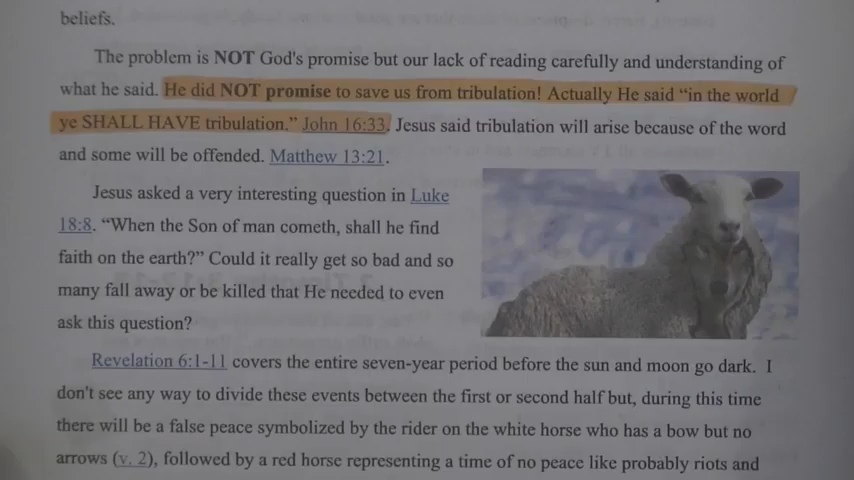 beliefs.
The problem is NOT God's promise but our lack of reading carefully and understanding of
what he said. He did NOT promise to save us from tribulation! Actually He said “in the world
ye SHALL HAVE tribulation.” John 16:33. Jesus said tribulation will arise because of the word
and some will be offended. Matthew 13:21.
Jesus asked a very interesting question in Luke
18:8. “When the Son of man cometh, shall he find
faith on the earth?” Could it really get so bad and so
many fall away or be killed that He needed to even
ask this question?
Revelation 6:1-11 covers the entire seven-year period before the sun and moon go dark. I
don't see any way to divide these events between the first or second half but, during this time
there will be a false peace symbolized by the rider on the white horse who has a bow but no
arrows (v. 2), followed by a red horse representing a time of no peace like probably riots and